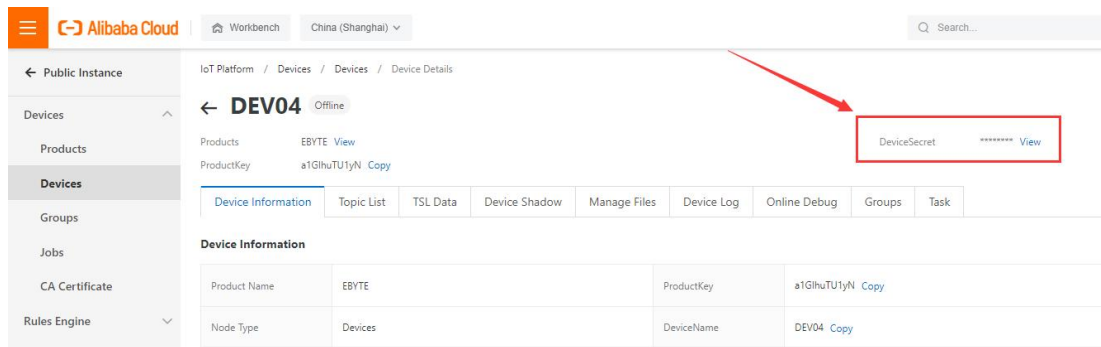 Alibaba Cloud
Workbench
China (Shanghai)
Search...
Public Instance
IoT Platform / Devices / Devices / Device Details
DEV04 Offline
Devices
Products
Devices
Groups
Jobs
CA Certificate
Rules Engine
Products EBYTE View
DeviceSecret ******** View
ProductKey a1GIhuTU1yN Copy
Device Information Topic List TSL Data Device Shadow Manage Files Device Log Online Debug Groups Task
Device Information
Product Name EBYTE ProductKey a1GIhuTU1yN Copy
Node Type Devices DeviceName DEV04 Copy